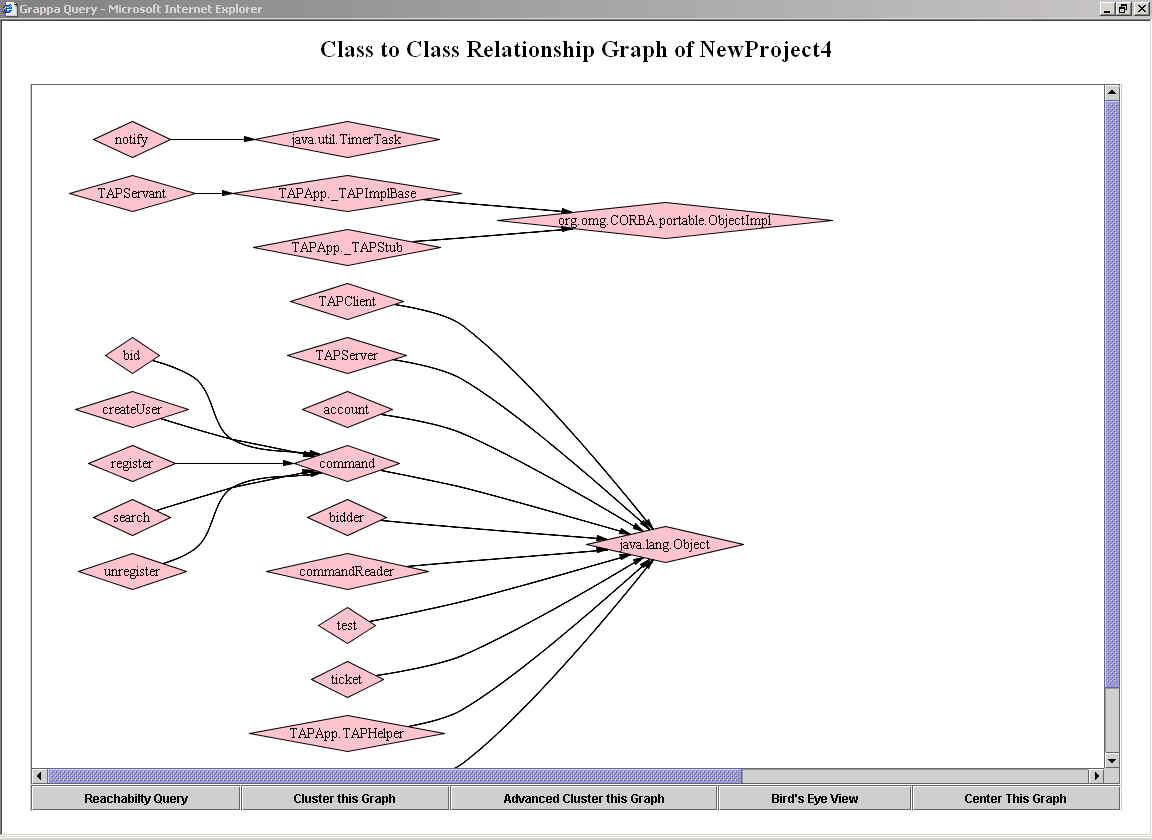 Grappa Query - Microsoft Internet Explorer
Class to Class Relationship Graph of NewProject4
notify
java.util.TimerTask
TAPServant
TAPApp._TAPImplBase
org.omg.CORBA.portable.ObjectImpl
TAPApp._TAPStub
TAPClient
bid
TAPServer
createUser
account
register
command
search
bidder
java.lang.Object
unregister
commandReader
test
ticket
TAPApp.TAPHelper
Reachabilty Query
Cluster this Graph
Advanced Cluster this Graph
Bird's Eye View
Center This Graph